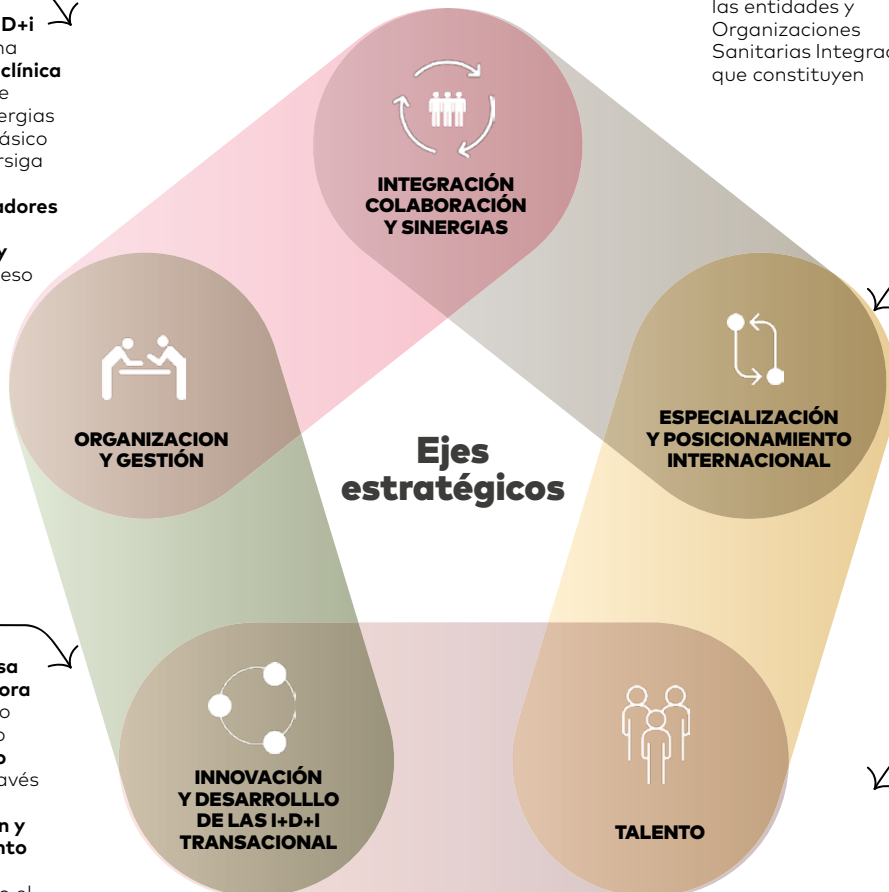 D+i
clínica
ergias
ásico
rsiga
adores
y
eso
las entidades y
Organizaciones
Sanitarias
que constituyen
INTEGRACIÓN
COLABORACIÓN
Y SINERGIAS
ORGANIZACION
Y GESTIÓN
ESPECIALIZACIÓN
Y POSICIONAMIENTO
INTERNACIONAL
Ejes
estratégicos
INNOVACIÓN
Y DESARROLLLO
DE LAS I+D+I
TRANSACIONAL
TALENTO
sa
ora
o
o
o
avés
n y
nto